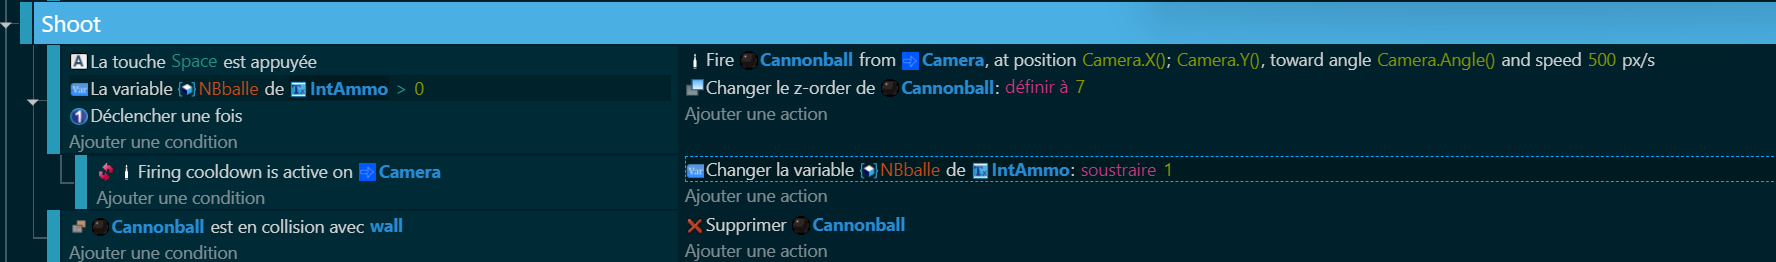 Shoot
La touche Space est appuyée
Fire Cannonball from Camera, at position Camera.X(); Camera.Y(), toward angle Camera.Angle() and speed 500 px/s
La variable NBballe de IntAmmo > 0
Changer le z-order de Cannonball: définir à 7
Déclencher une fois
Ajouter une action
Ajouter une condition
Firing cooldown is active on Camera
Changer la variable NBballe de IntAmmo: soustraire 1
Ajouter une condition
Ajouter une action
Cannonball est en collision avec wall
Supprimer Cannonball
Ajouter une condition
Ajouter une action